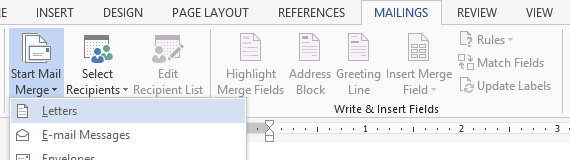 ME INSERT DESIGN PAGE LAYOUT REFERENCES MAILINGS REVIEW VIEW
Start Mail Merge
Select Recipients
Edit Recipient List
Highlight Merge Fields
Address Block
Greeting Line
Insert Merge Field
Rules
Match Fields
Update Labels
Write & Insert Fields
Letters
E-mail Messages
Envelopes
1 2 3